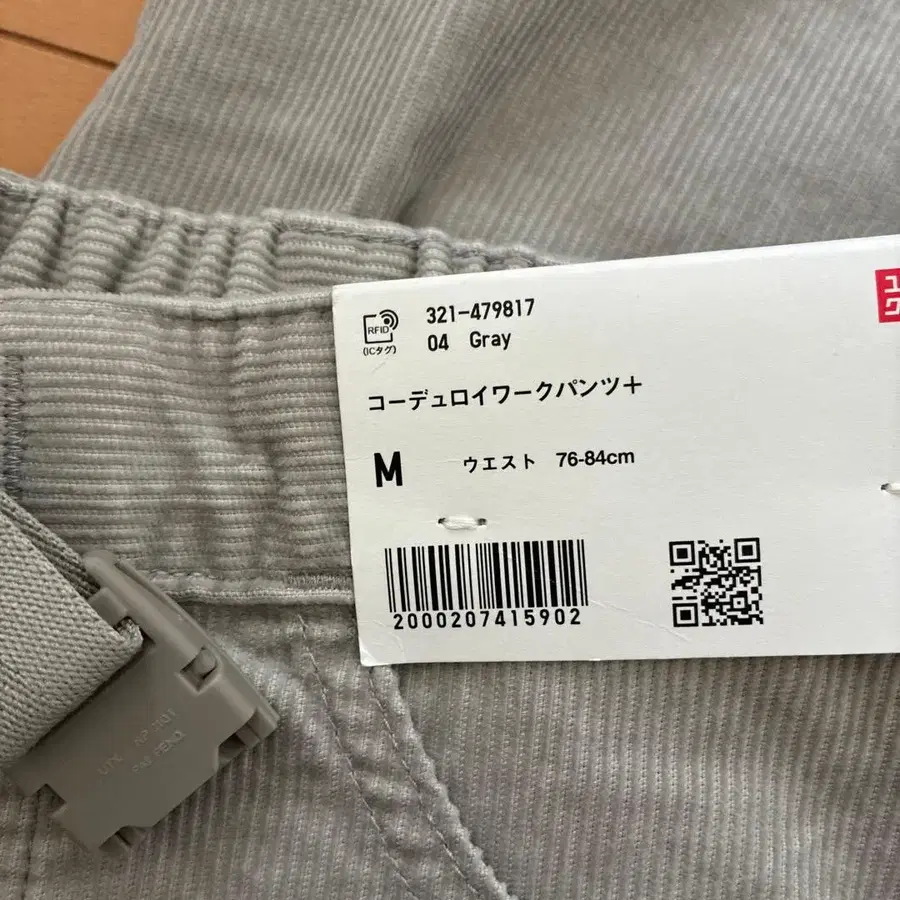 RFID
(ICタグ)
321-479817
04 Gray
ユ
ク
コーデュロイワークパンツ+
M ウエスト 76-84cm
2000207415902